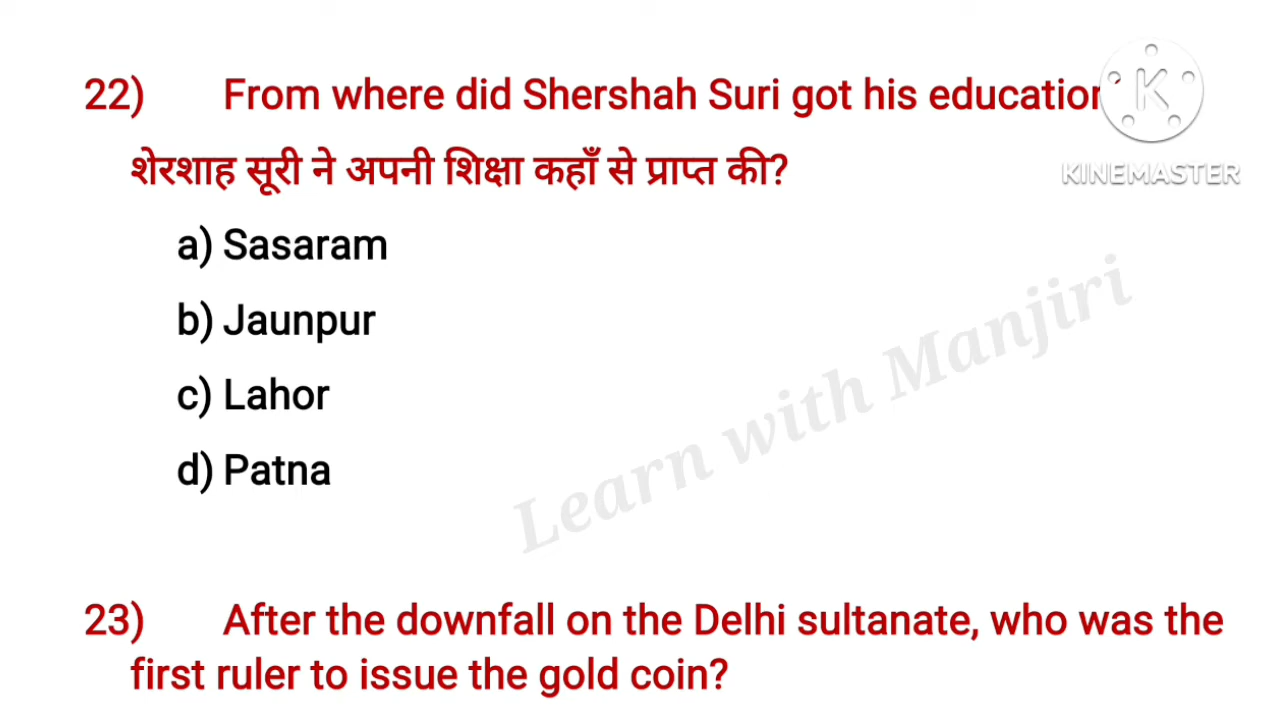 22) From where did Shershah Suri got his education
KINEMASTER
शेरशाह सूरी ने अपनी शिक्षा कहाँ से प्राप्त की?
a) Sasaram
b) Jaunpur
c) Lahor
d) Patna
Learn with Manjiri
23) After the downfall on the Delhi sultanate, who was the
first ruler to issue the gold coin?